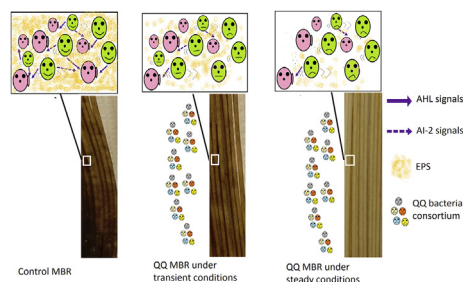 AHL signals
AI-2 signals
EPS
QQ bacteria
consortium
Control MBR
QQ MBR under
transient conditions
QQ MBR under
steady conditions